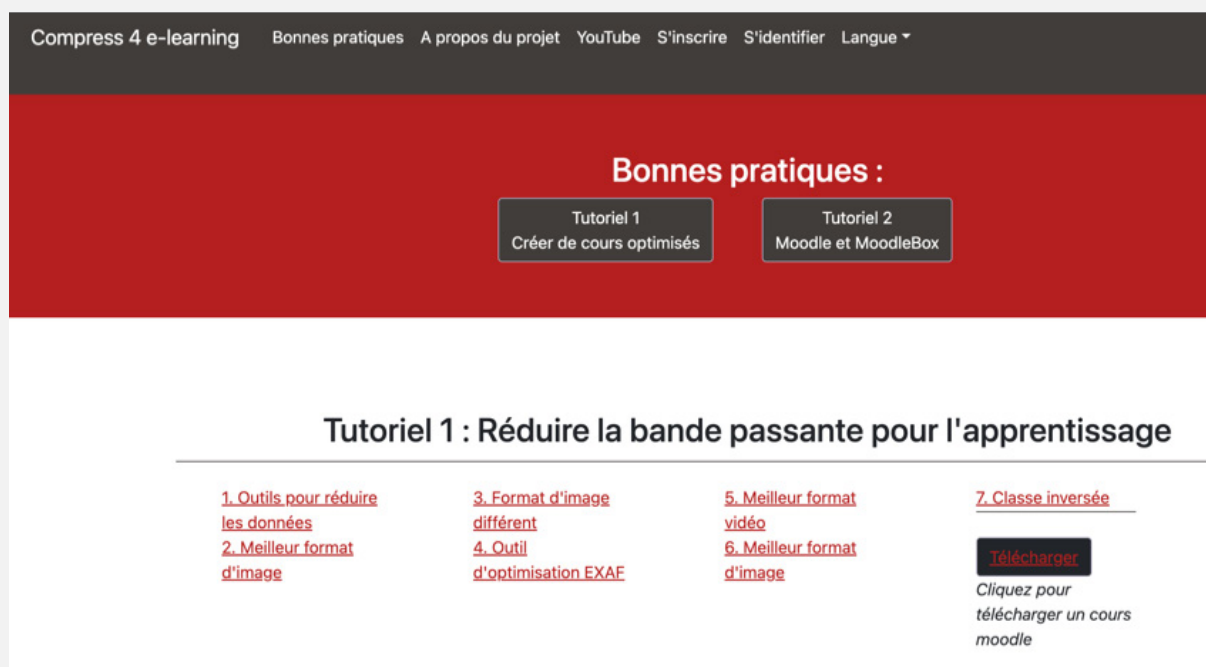 Compress 4 e-learning Bonnes pratiques A propos du projet YouTube S'inscrire S'identifier Langue
Bonnes pratiques :
Tutoriel 1
Créer de cours optimisés
Tutoriel 2
Moodle et MoodleBox
Tutoriel 1 : Réduire la bande passante pour l'apprentissage
1. Outils pour réduire
les données
2. Meilleur format
d'image
3. Format d'image
différent
4. Outil
d'optimisation EXAF
5. Meilleur format
vidéo
6. Meilleur format
d'image
7. Classe inversée
Télécharger
Cliquez pour
télécharger un cours
moodle